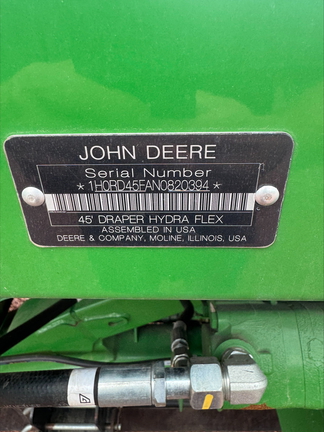 JOHN DEERE
Serial Number
*1H0RD45FAN0820394*
45' DRAPER HYDRA FLEX
ASSEMBLED IN USA
DEERE & COMPANY, MOLINE, ILLINOIS, USA